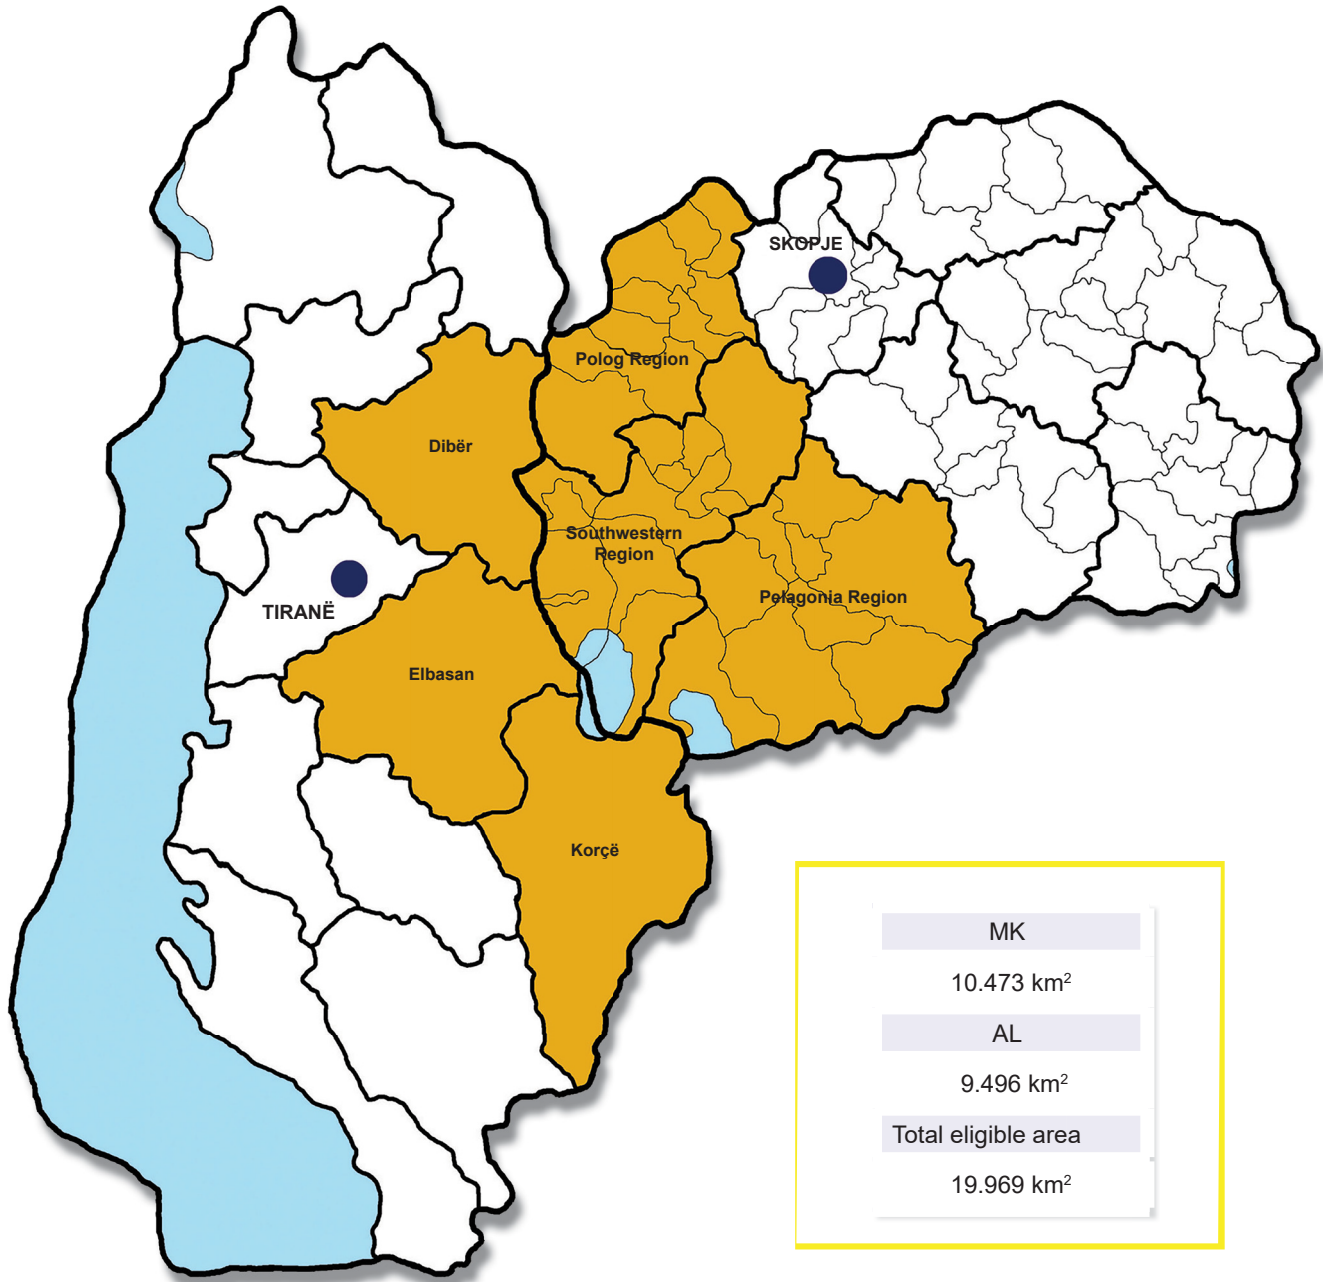 SKOPJE
Polog Region
Dibër
Southwestern
Region
Pelagonia Region
TIRANË
Elbasan
Korçë
MK
10.473 km²
AL
9.496 km²
Total eligible area
19.969 km²